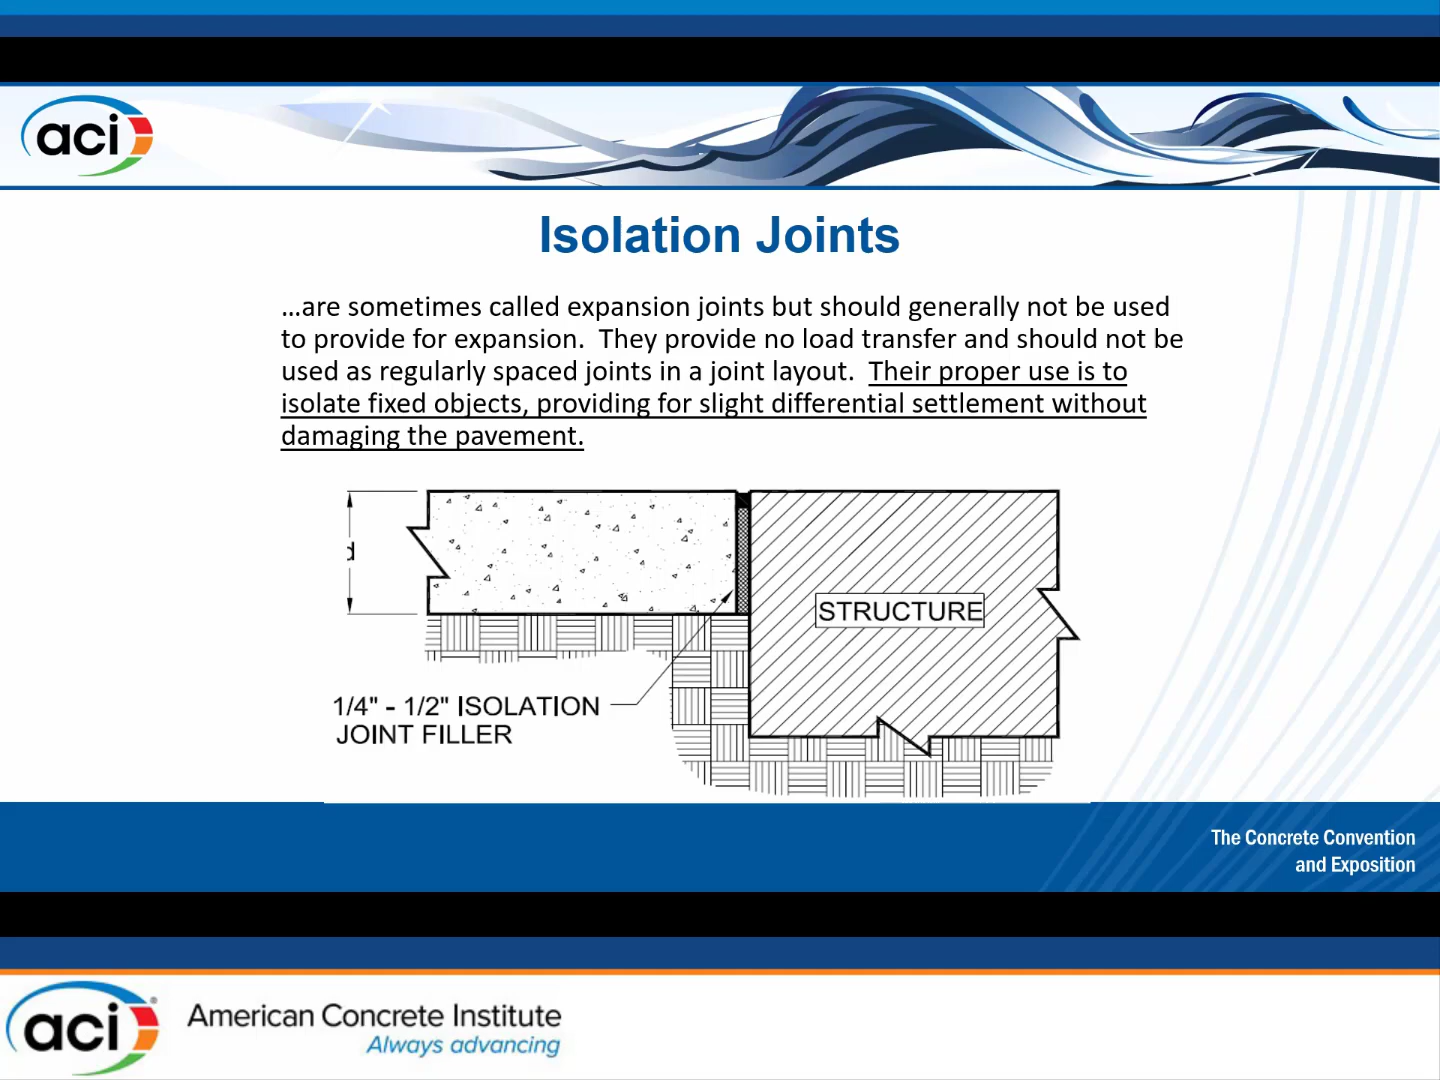 aci
Isolation Joints
...are sometimes called expansion joints but should generally not be used
to provide for expansion.  They provide no load transfer and should not be
used as regularly spaced joints in a joint layout.  Their proper use is to
isolate fixed objects, providing for slight differential settlement without
damaging the pavement.
d
STRUCTURE
1/4" - 1/2" ISOLATION
JOINT FILLER
The Concrete Convention
and Exposition
aci®
American Concrete Institute
Always advancing